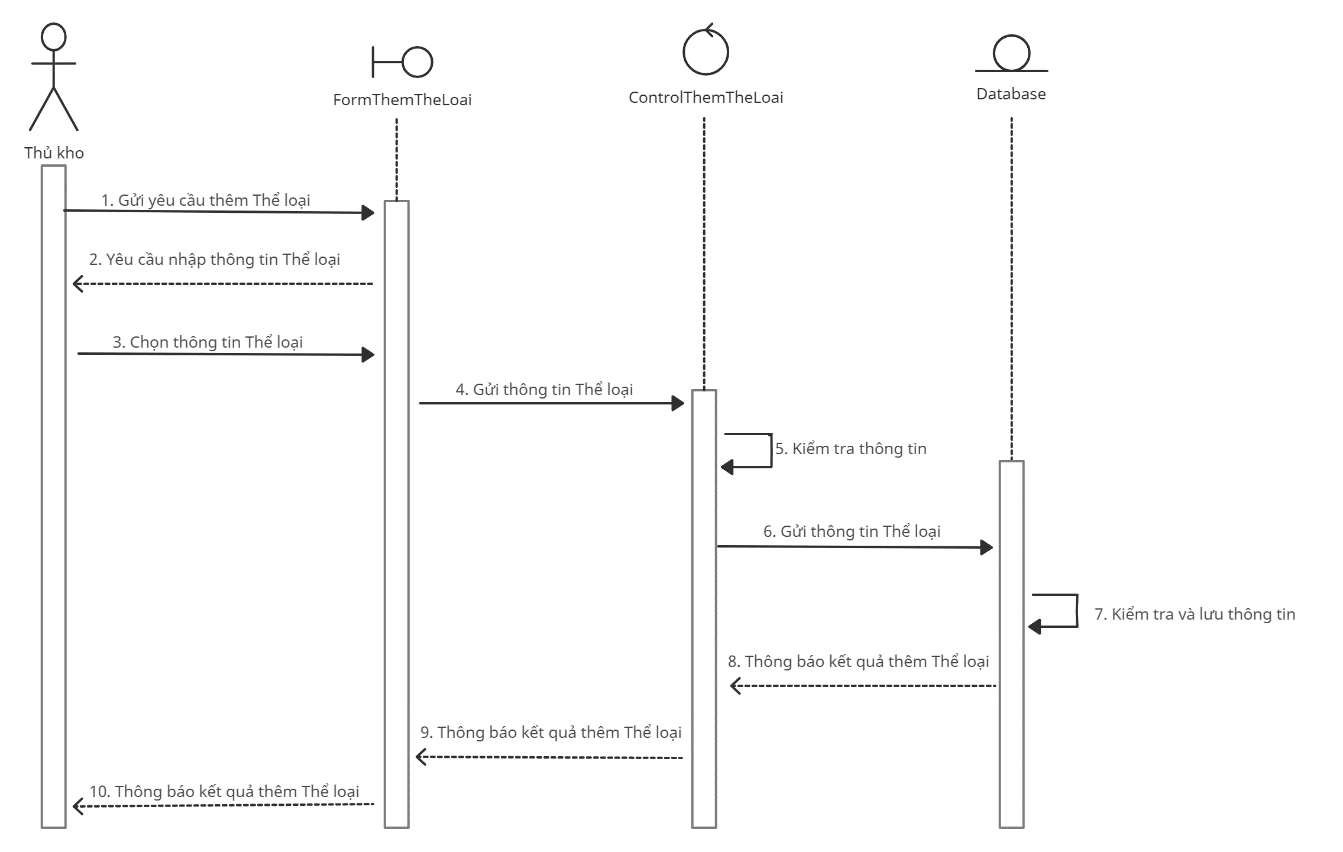 FormThemTheLoai
ControlThemTheLoai
Database
Thủ kho
1. Gửi yêu cầu thêm Thể loại
2. Yêu cầu nhập thông tin Thể loại
3. Chọn thông tin Thể loại
4. Gửi thông tin Thể loại
5. Kiểm tra thông tin
6. Gửi thông tin Thể loại
7. Kiểm tra và lưu thông tin
8. Thông báo kết quả thêm Thể loại
9. Thông báo kết quả thêm Thể loại
10. Thông báo kết quả thêm Thể loại